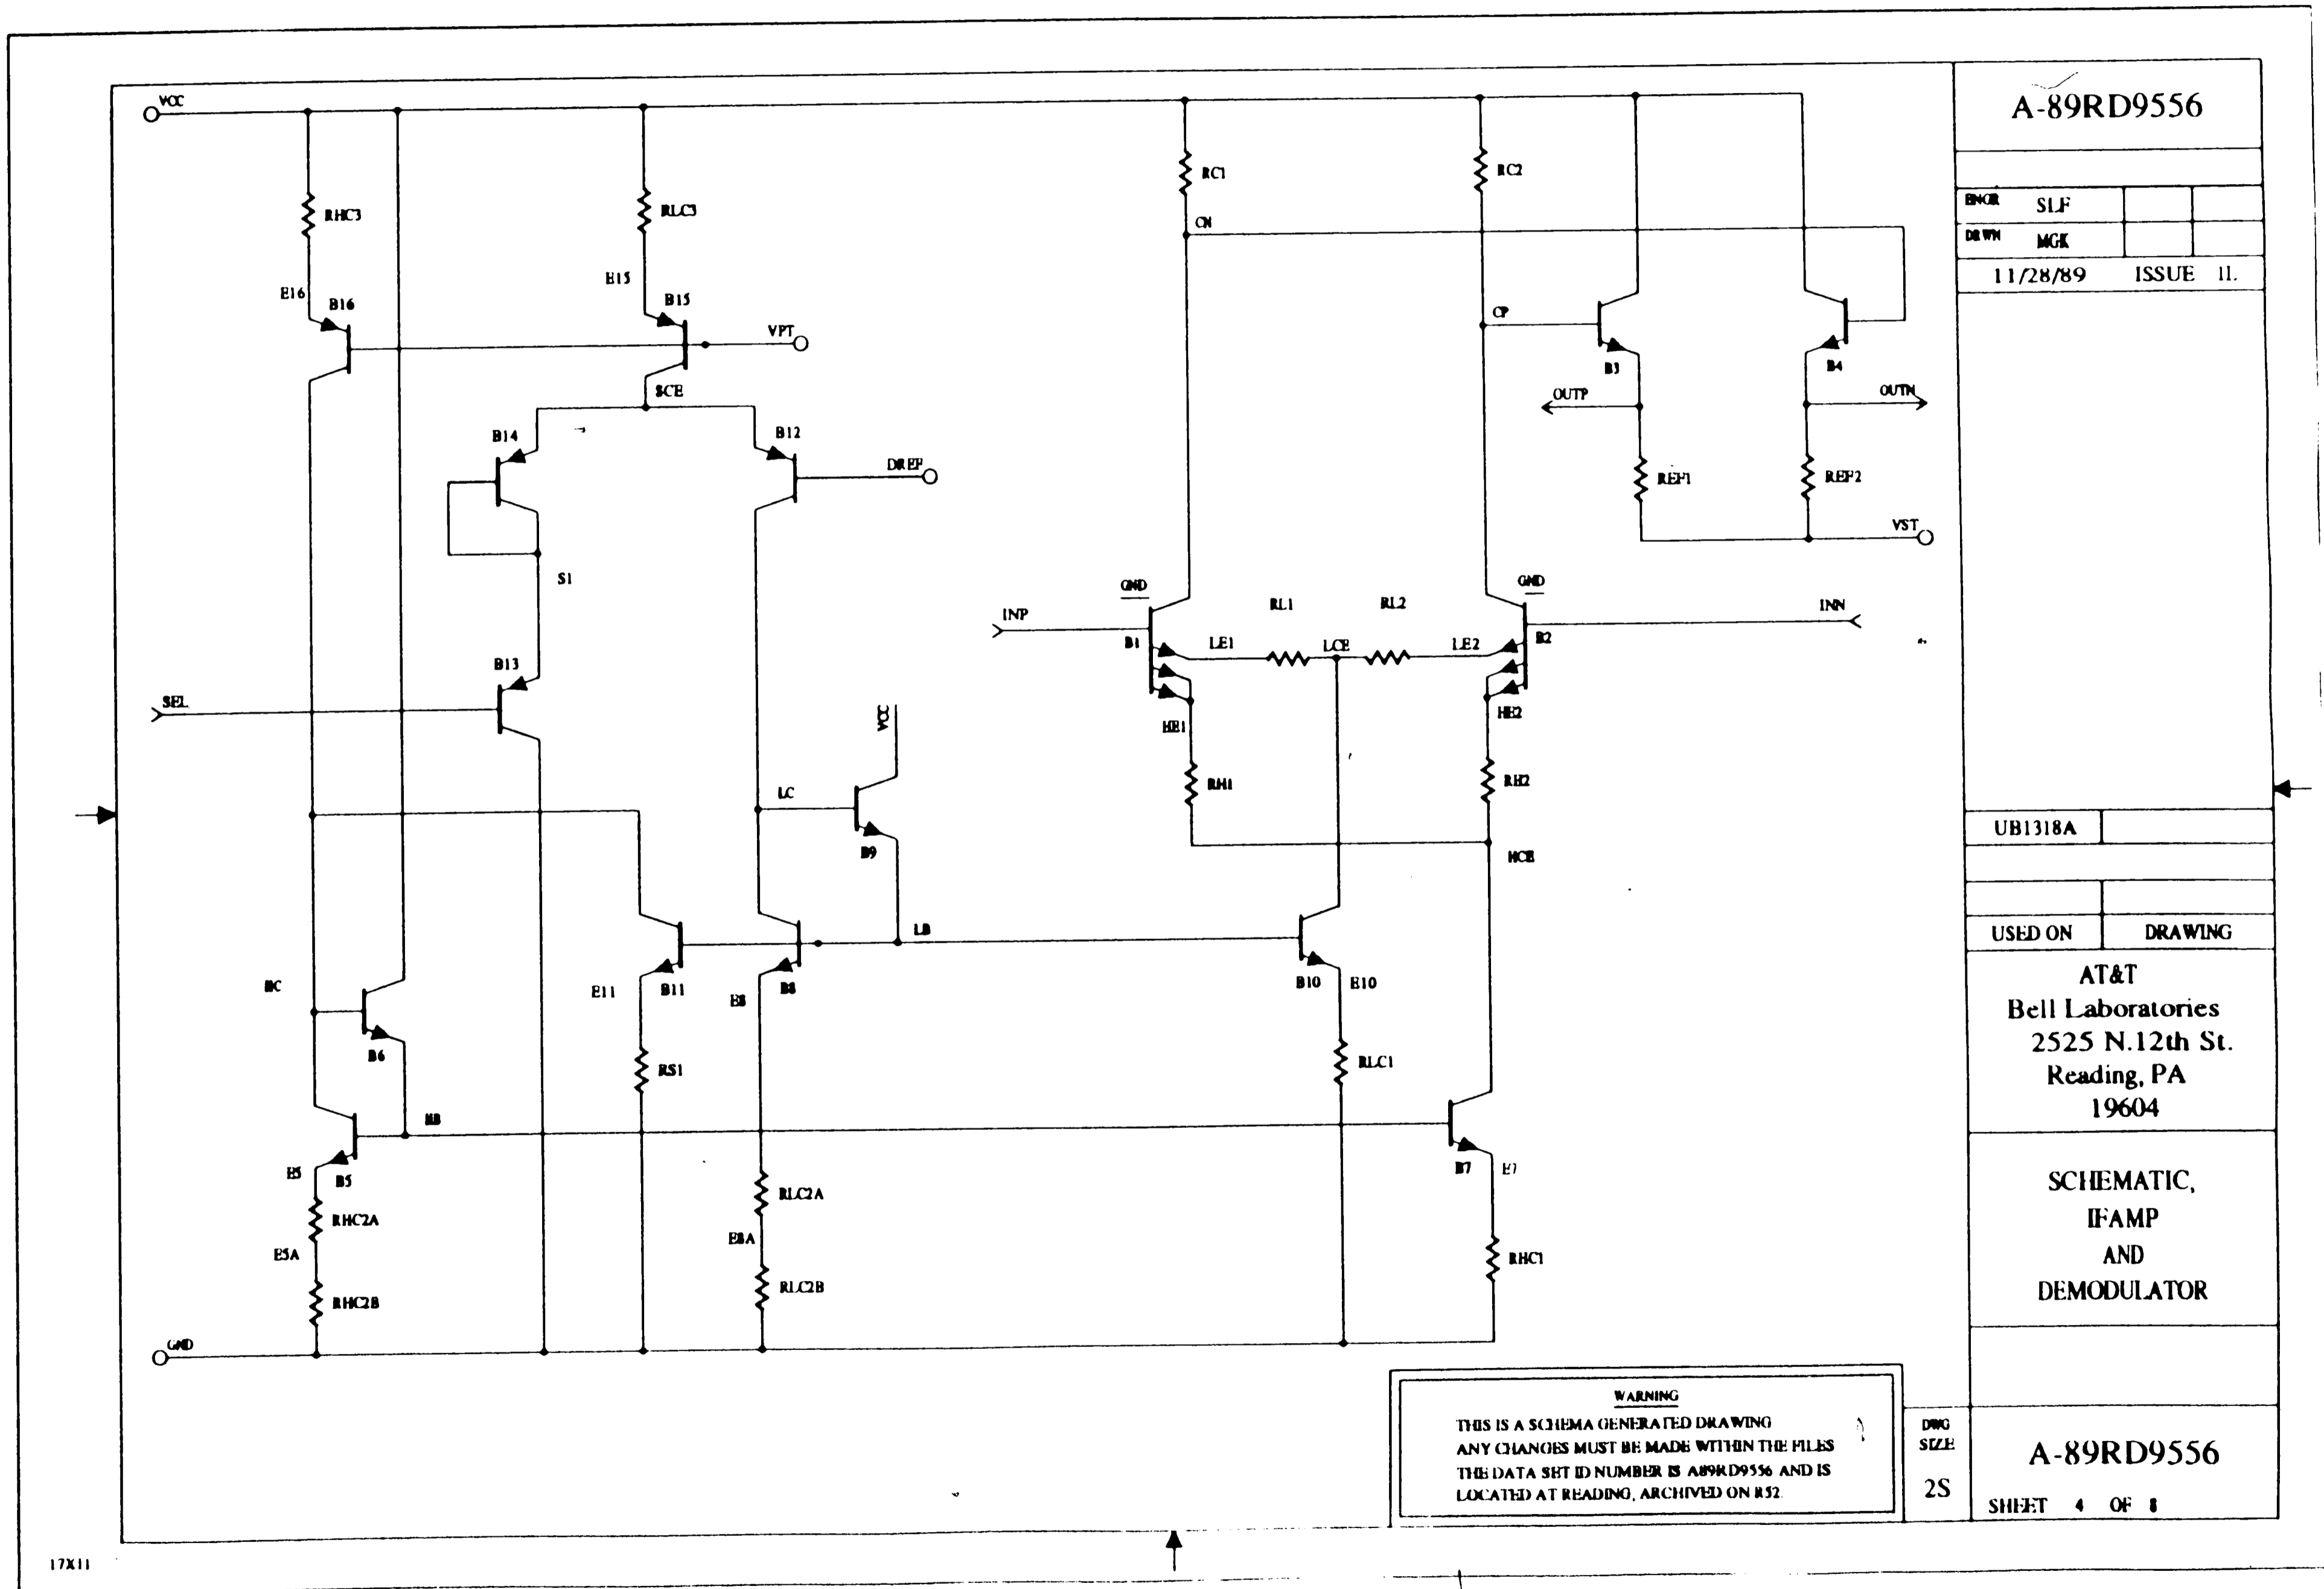 VCC
RHC3
RLC3
RC1
RC2
CN
E16
B16
E15
B15
VPT
CP
B3
B4
SCE
OUTP
OUTN
B14
B12
DREF
REF1
REF2
VST
S1
GND
GND
INP
RL1
RL2
INN
B1
LE1
LCE
LE2
B2
B13
SEL
VCC
HE1
HE2
RH1
RH2
LC
B9
HCE
LB
HC
E11
B11
E8
B8
B10
E10
B6
RS1
RLC1
HB
E5
B5
B7
E7
RHC2A
RLC2A
E5A
E8A
RHC1
RHC2B
RLC2B
GND
A-89RD9556
ENGR SLF
DRWN MGK
11/28/89 ISSUE 11.
UB1318A
USED ON DRAWING
AT&T
Bell Laboratories
2525 N.12th St.
Reading, PA
19604
SCHEMATIC,
IFAMP
AND
DEMODULATOR
WARNING
THIS IS A SCHEMA GENERATED DRAWING
ANY CHANGES MUST BE MADE WITHIN THE FILES
THE DATA SET ID NUMBER IS A89RD9556 AND IS
LOCATED AT READING, ARCHIVED ON R52.
DWG
SIZE
2S
A-89RD9556
SHEET 4 OF 8
17X11